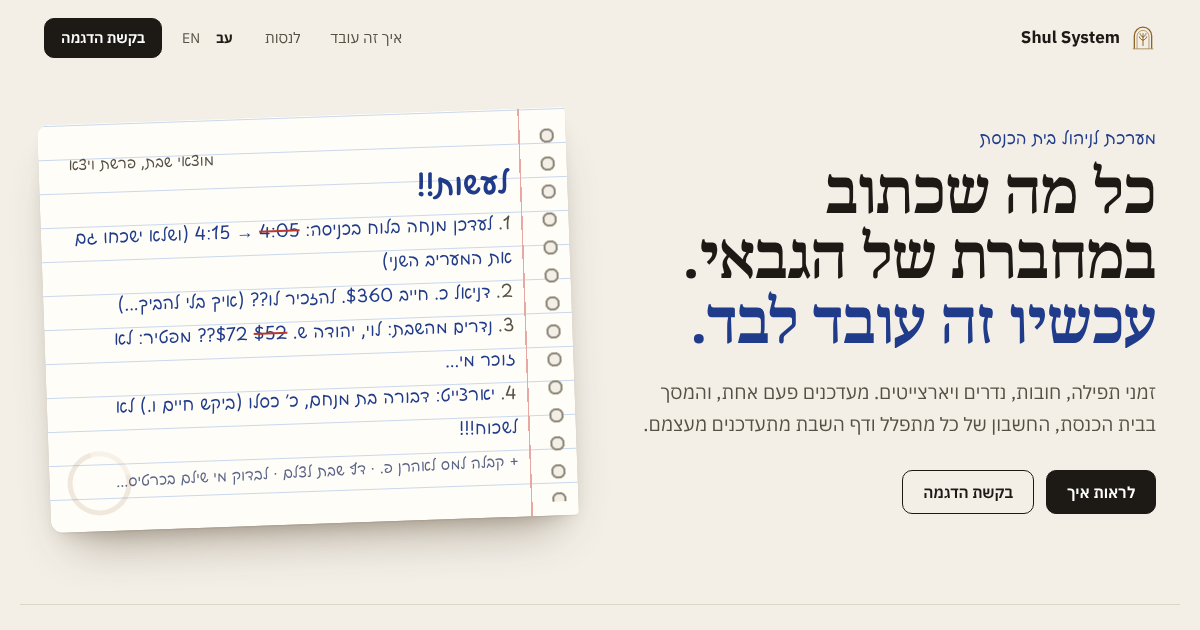 Shul System
איך זה עובד
לנסות
עב
EN
בקשת הדגמה
מערכת לניהול בית הכנסת
כל מה שכתוב
במחברת של הגבאי.
עכשיו זה עובד לבד.
זמני תפילה, חובות, נדרים ויארצייטים. מעדכנים פעם אחת, והמסך
בבית הכנסת, החשבון של כל מתפלל ודף השבת מתעדכנים מעצמם.
לראות איך
בקשת הדגמה
מוצאי שבת, פרשת ויצא
לעשות!!
1. לעדכן מנחה בלוח בכניסה: 4:05 → 4:15 (ושלא ישכחו גם
את המעריב השני)
2. דניאל כ. חייב $360. להזכיר לו?? (איך בלי להביך...)
3. נדרים מהשבת: לוי, יהודה ש. $52 $72?? מפטיר: לא
זוכר מי...
4. יארצייט: דבורה בת מנחם, כ׳ כסלו (ביקש חיים ו.) לא
לשכוח!!!
+ קבלה למס לאוהרן פ. · דף שבת לצלם · לבדוק מי שילם בכרטיס...